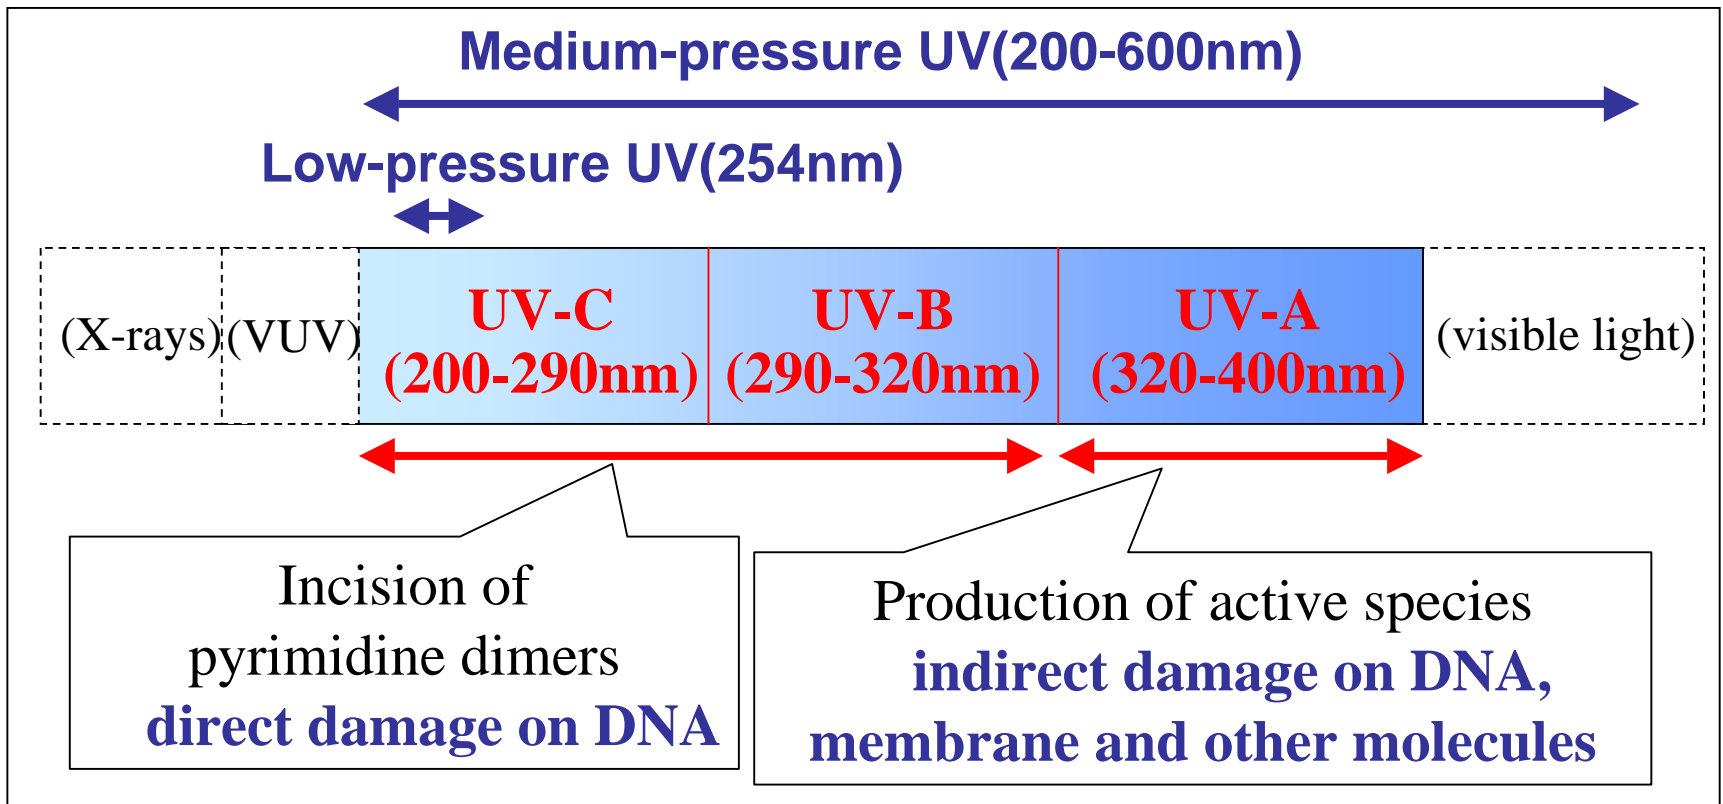 Medium-pressure UV(200-600nm)
Low-pressure UV(254nm)
(X-rays) (VUV) UV-C UV-B UV-A (visible light)
(200-290nm) (290-320nm) (320-400nm)
Incision of
pyrimidine dimers
direct damage on DNA
Production of active species
indirect damage on DNA,
membrane and other molecules